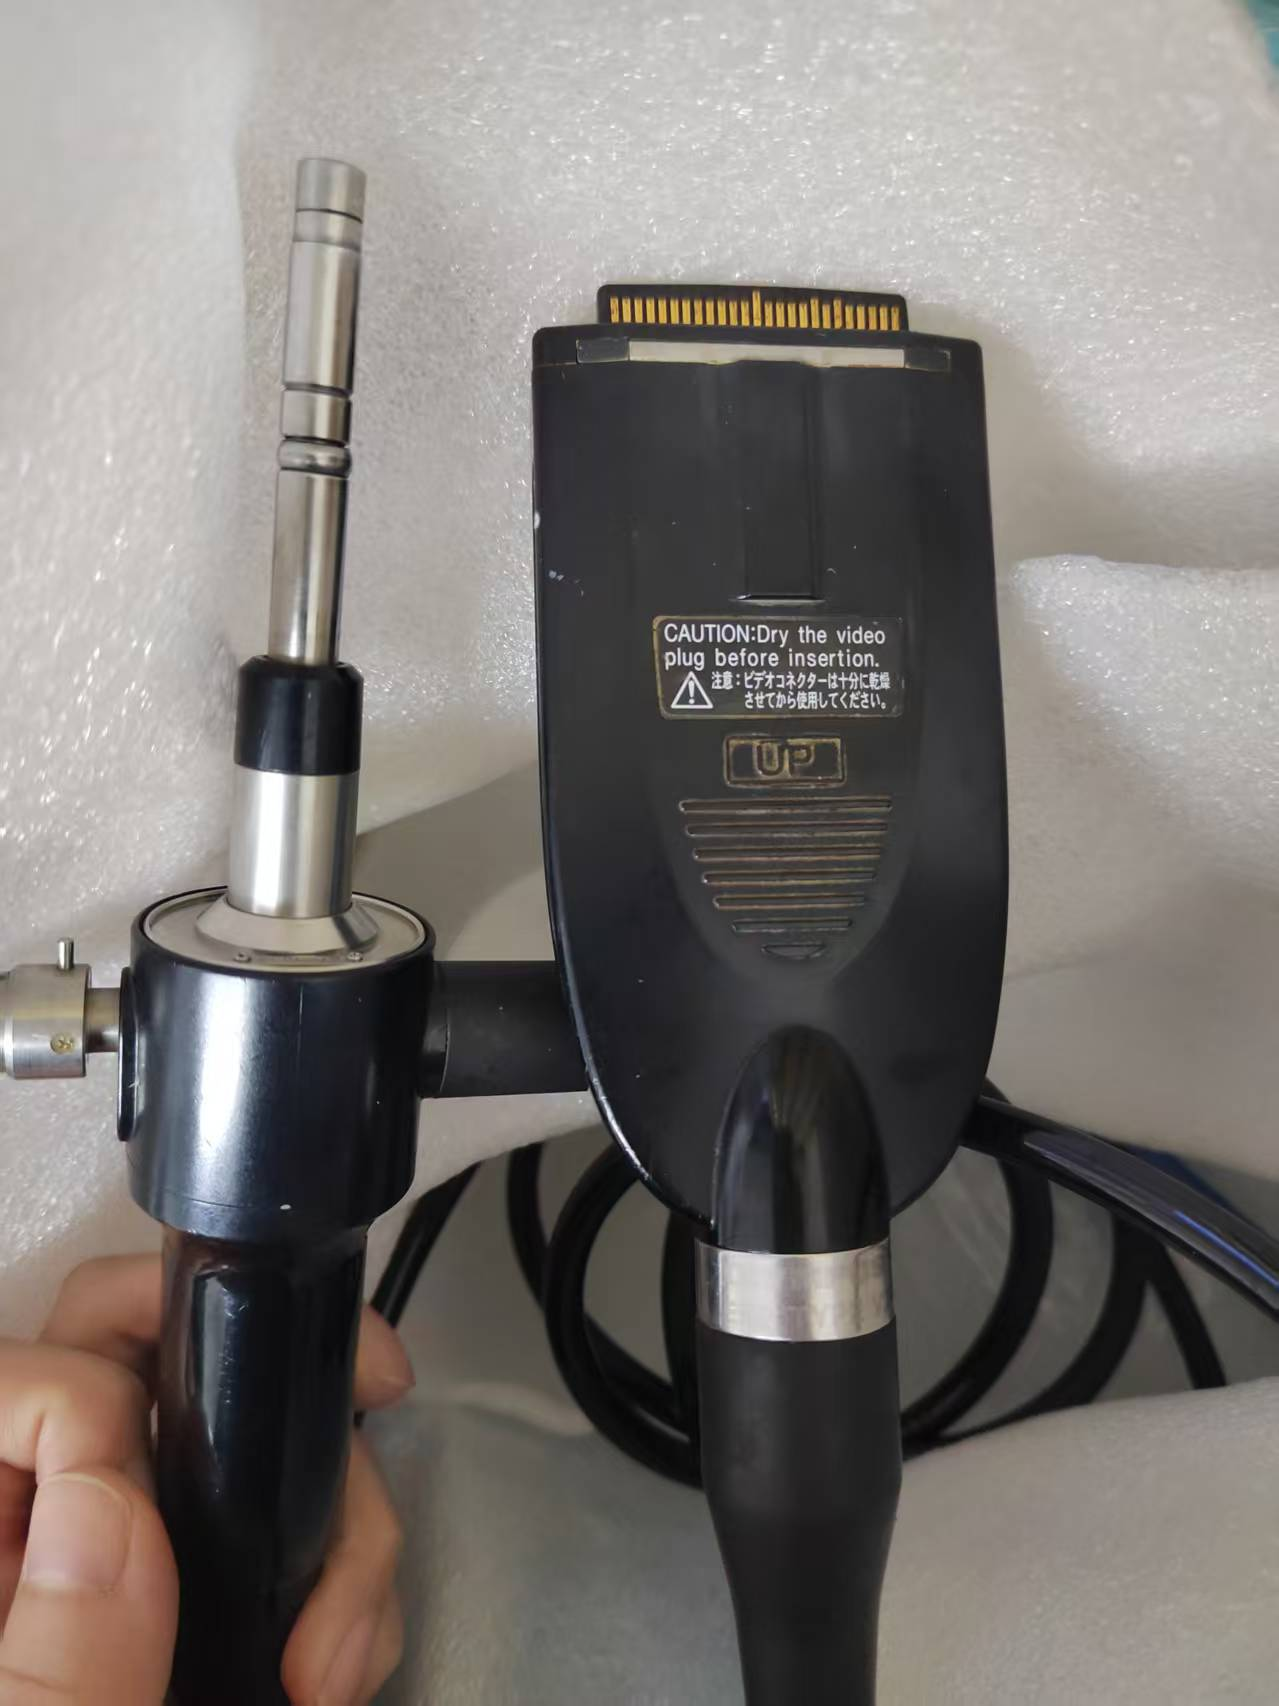 CAUTION:Dry the video
plug before insertion.
注意：ビデオコネクターは十分に乾燥
させてから使用してください。
UP